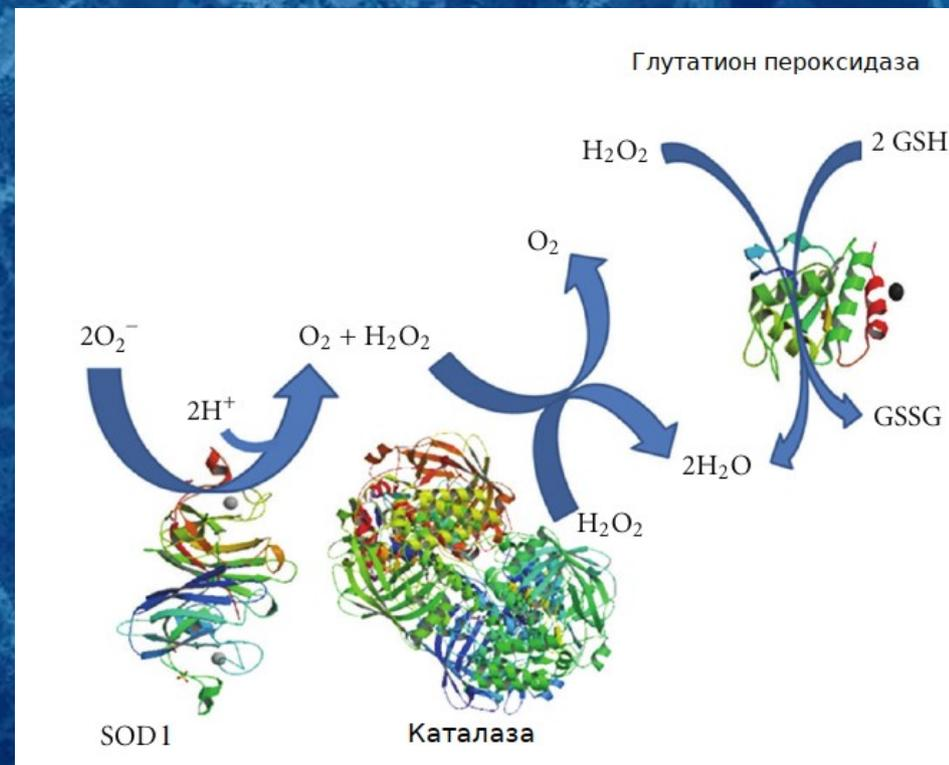 Глутатион пероксидаза
H₂O₂
2 GSH
O₂
2O₂⁻
O₂ + H₂O₂
2H⁺
GSSG
2H₂O
H₂O₂
SOD1
Каталаза